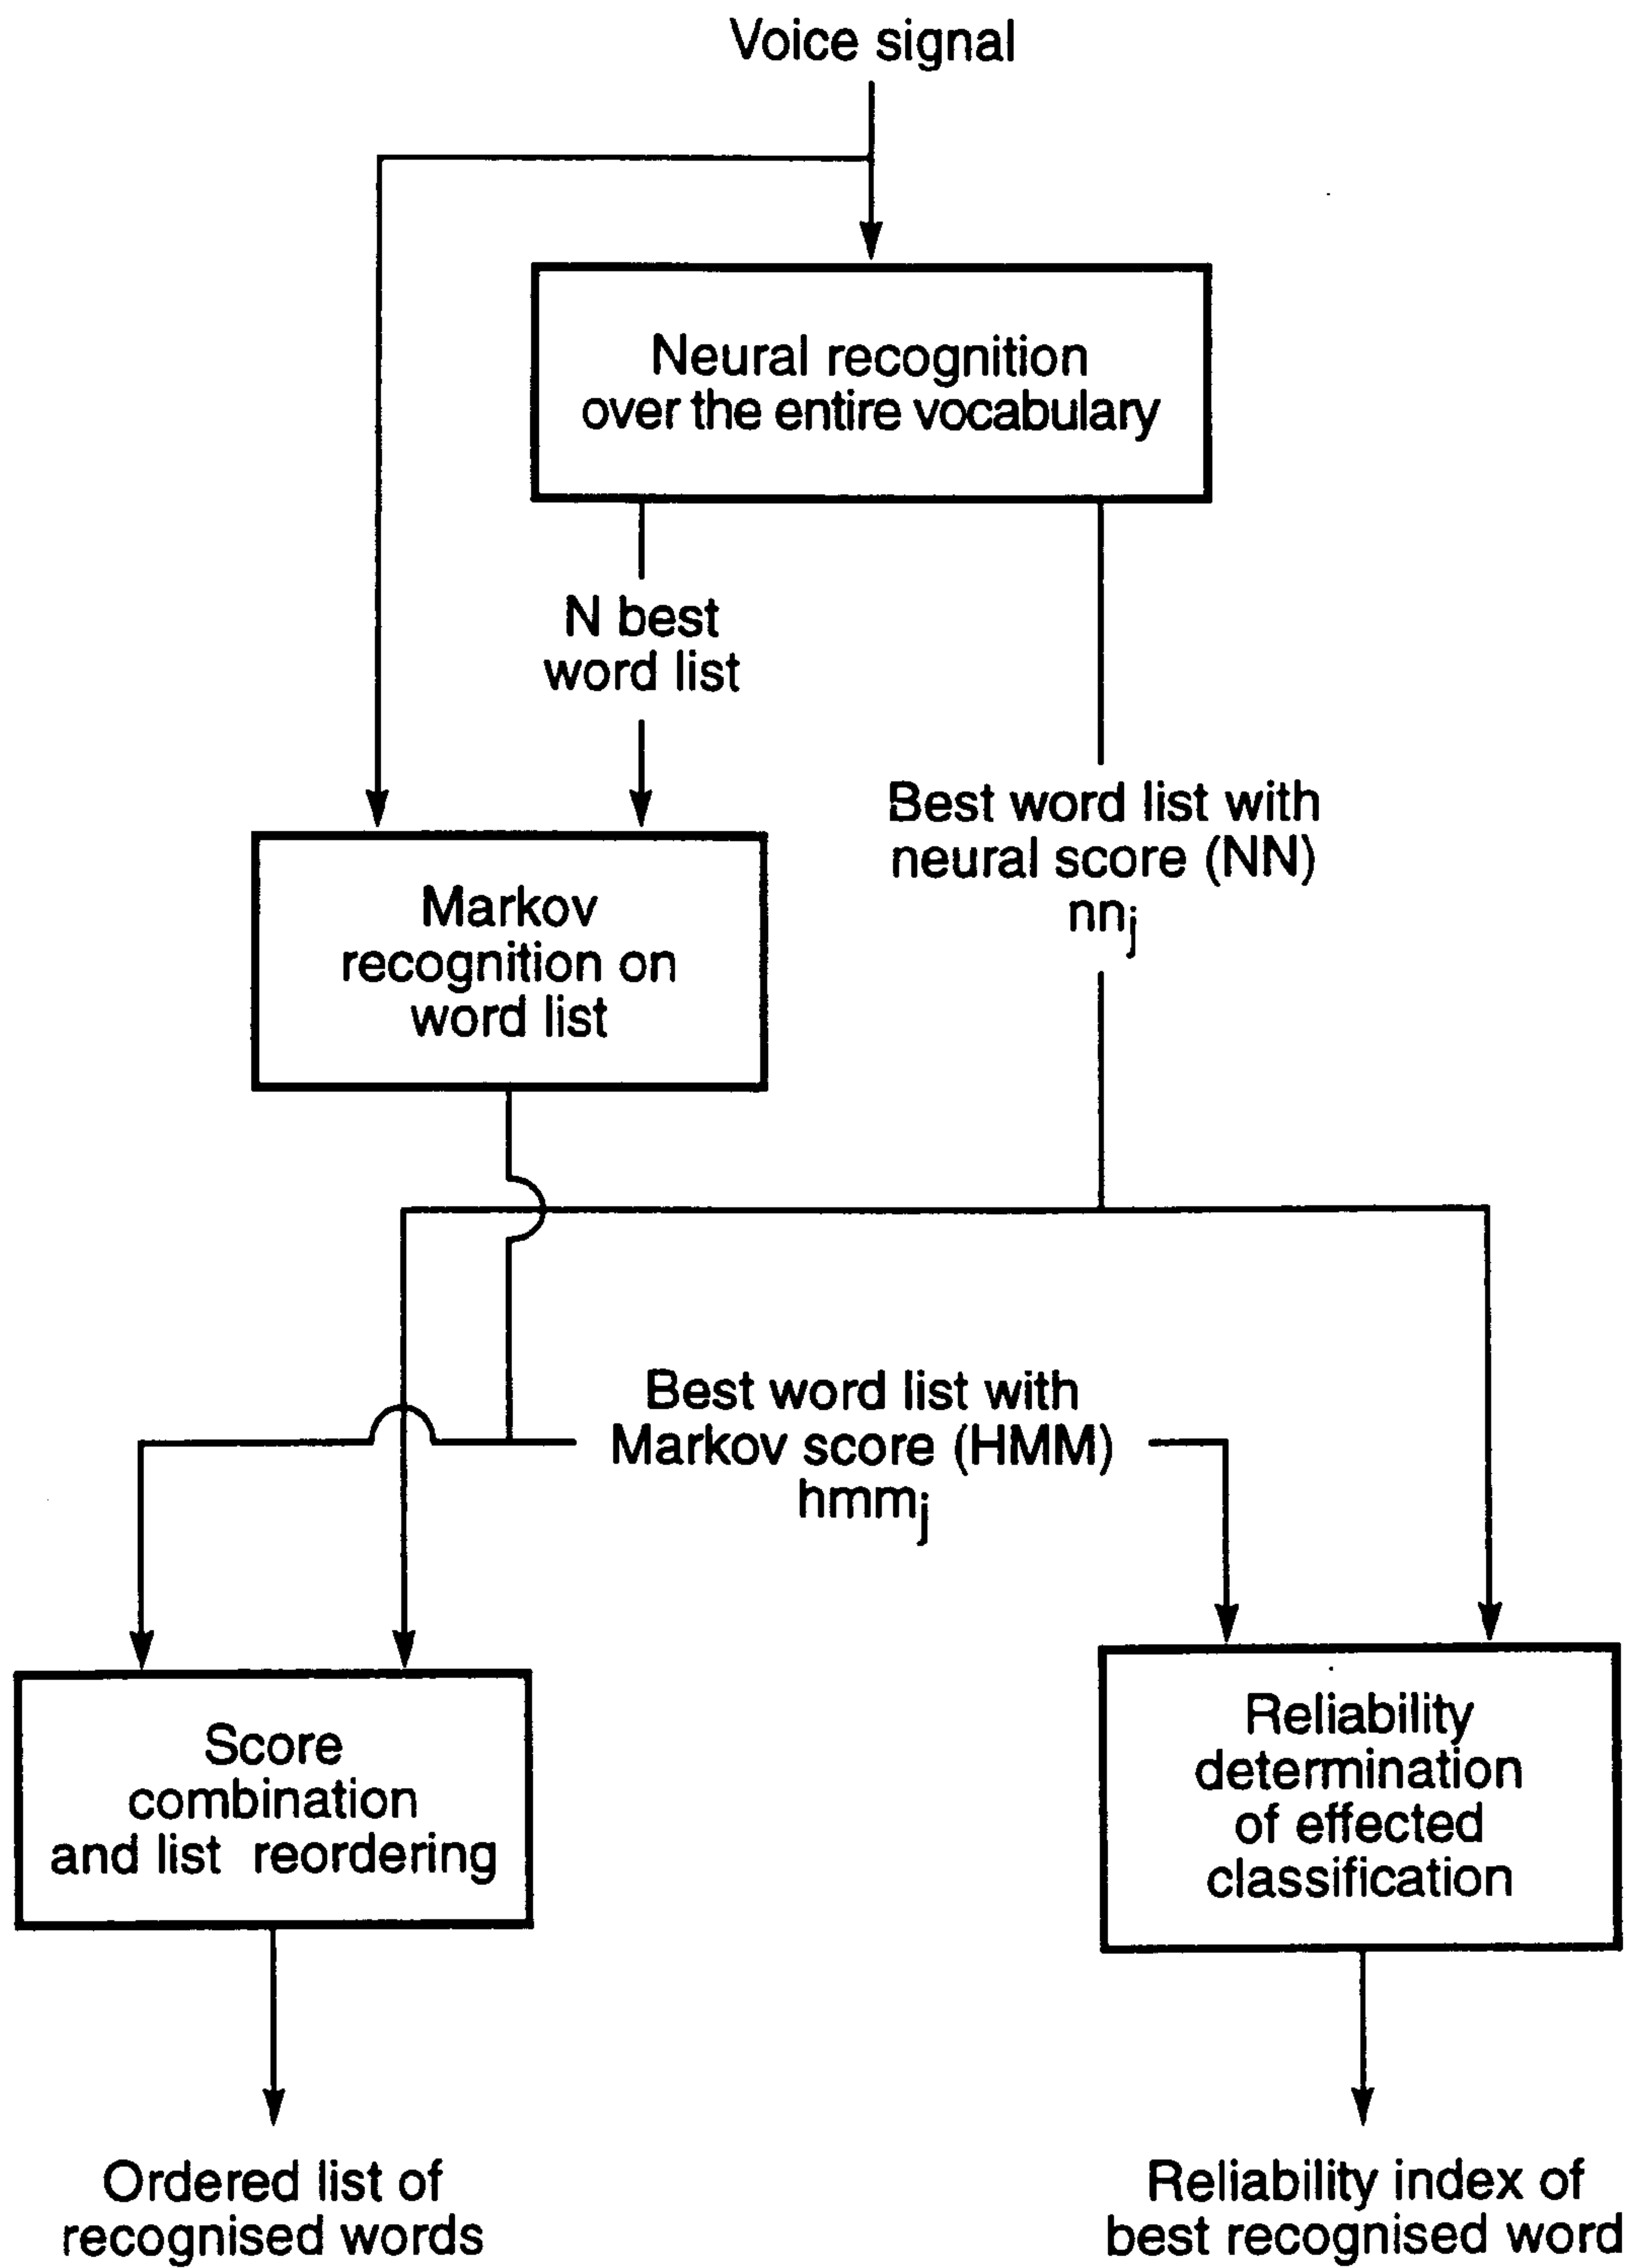 Voice signal
Neural recognition
over the entire vocabulary
N best
word list
Best word list with
neural score (NN)
nnj
Markov
recognition on
word list
Best word list with
Markov score (HMM)
hmmj
Score
combination
and list reordering
Reliability
determination
of effected
classification
Ordered list of
recognised words
Reliability index of
best recognised word